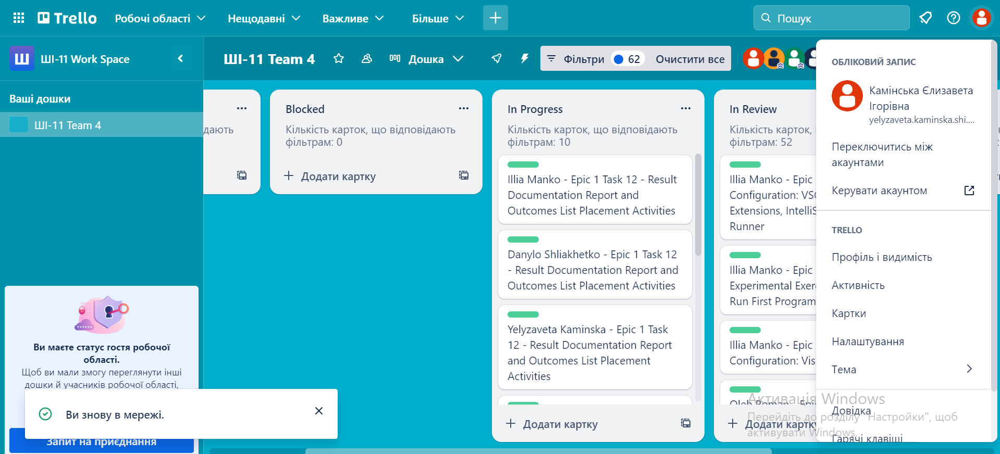 Trello
Робочі області
Нещодавні
Важливе
Більше
Пошук
Ш
ШІ-11 Work Space
ШІ-11 Team 4
Дошка
Фільтри
62
Очистити все
Ваші дошки
ШІ-11 Team 4
Ви маєте статус гостя робочої
області.
Щоб ви мали змогу переглянути інші
дошки й учасників робочої області,
Запит на приєднання
Ви знову в мережі.
дають
Blocked
Кількість карток, що відповідають
фільтрам: 0
Додати картку
In Progress
Кількість карток, що відповідають
фільтрам: 10
Illia Manko - Epic 1 Task 12 - Result
Documentation Report and
Outcomes List Placement Activities
Danylo Shliakhetko - Epic 1 Task 12
- Result Documentation Report and
Outcomes List Placement Activities
Yelyzaveta Kaminska - Epic 1 Task
12 - Result Documentation Report
and Outcomes List Placement
Activities
Додати картку
In Review
Кількість карток,
фільтрам: 52
Illia Manko - Epic
Configuration: VSC
Extensions, IntelliS
Runner
Illia Manko - Epic
Experimental Exer
Run First Program
Illia Manko - Epic
Configuration: Vis
Oleh Roman - Epic
Додати картку
ОБЛІКОВИЙ ЗАПИС
Камінська Єлизавета
Ігорівна
yelyzaveta.kaminska.shi....
Переключитись між
акаунтами
Керувати акаунтом
TRELLO
Профіль і видимість
Активність
Картки
Налаштування
Тема
Довідка
Гарячі клавіші
Активація Windows
Перейдіть до розділу "Настройки", щоб
активувати Windows.